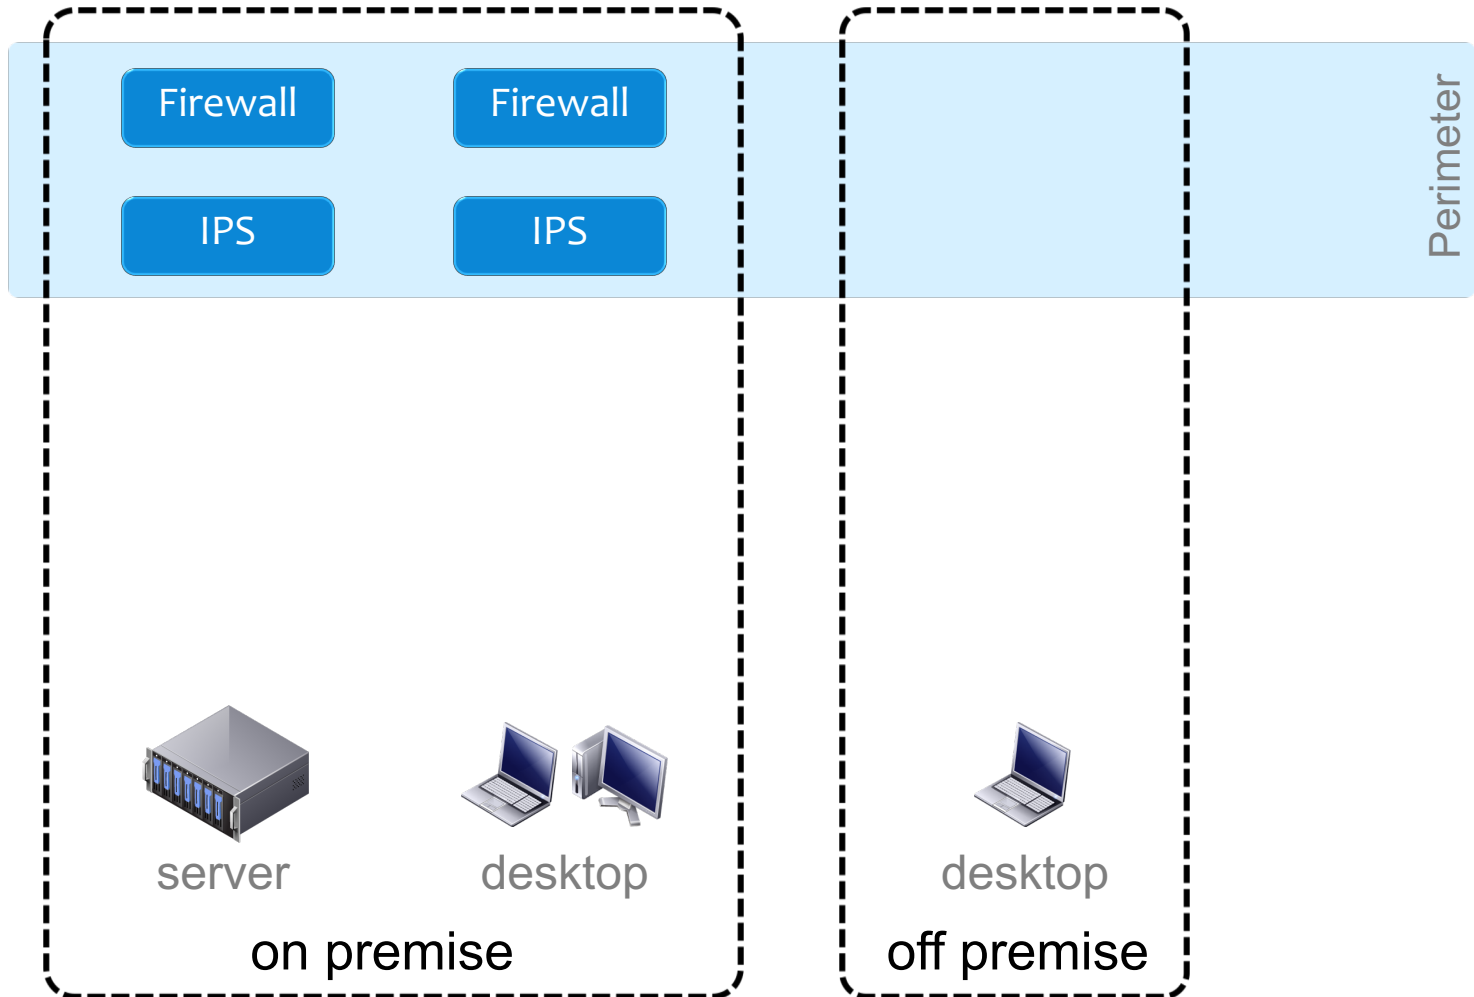 Firewall
Firewall
Perimeter
IPS
IPS
server
desktop
desktop
on premise
off premise